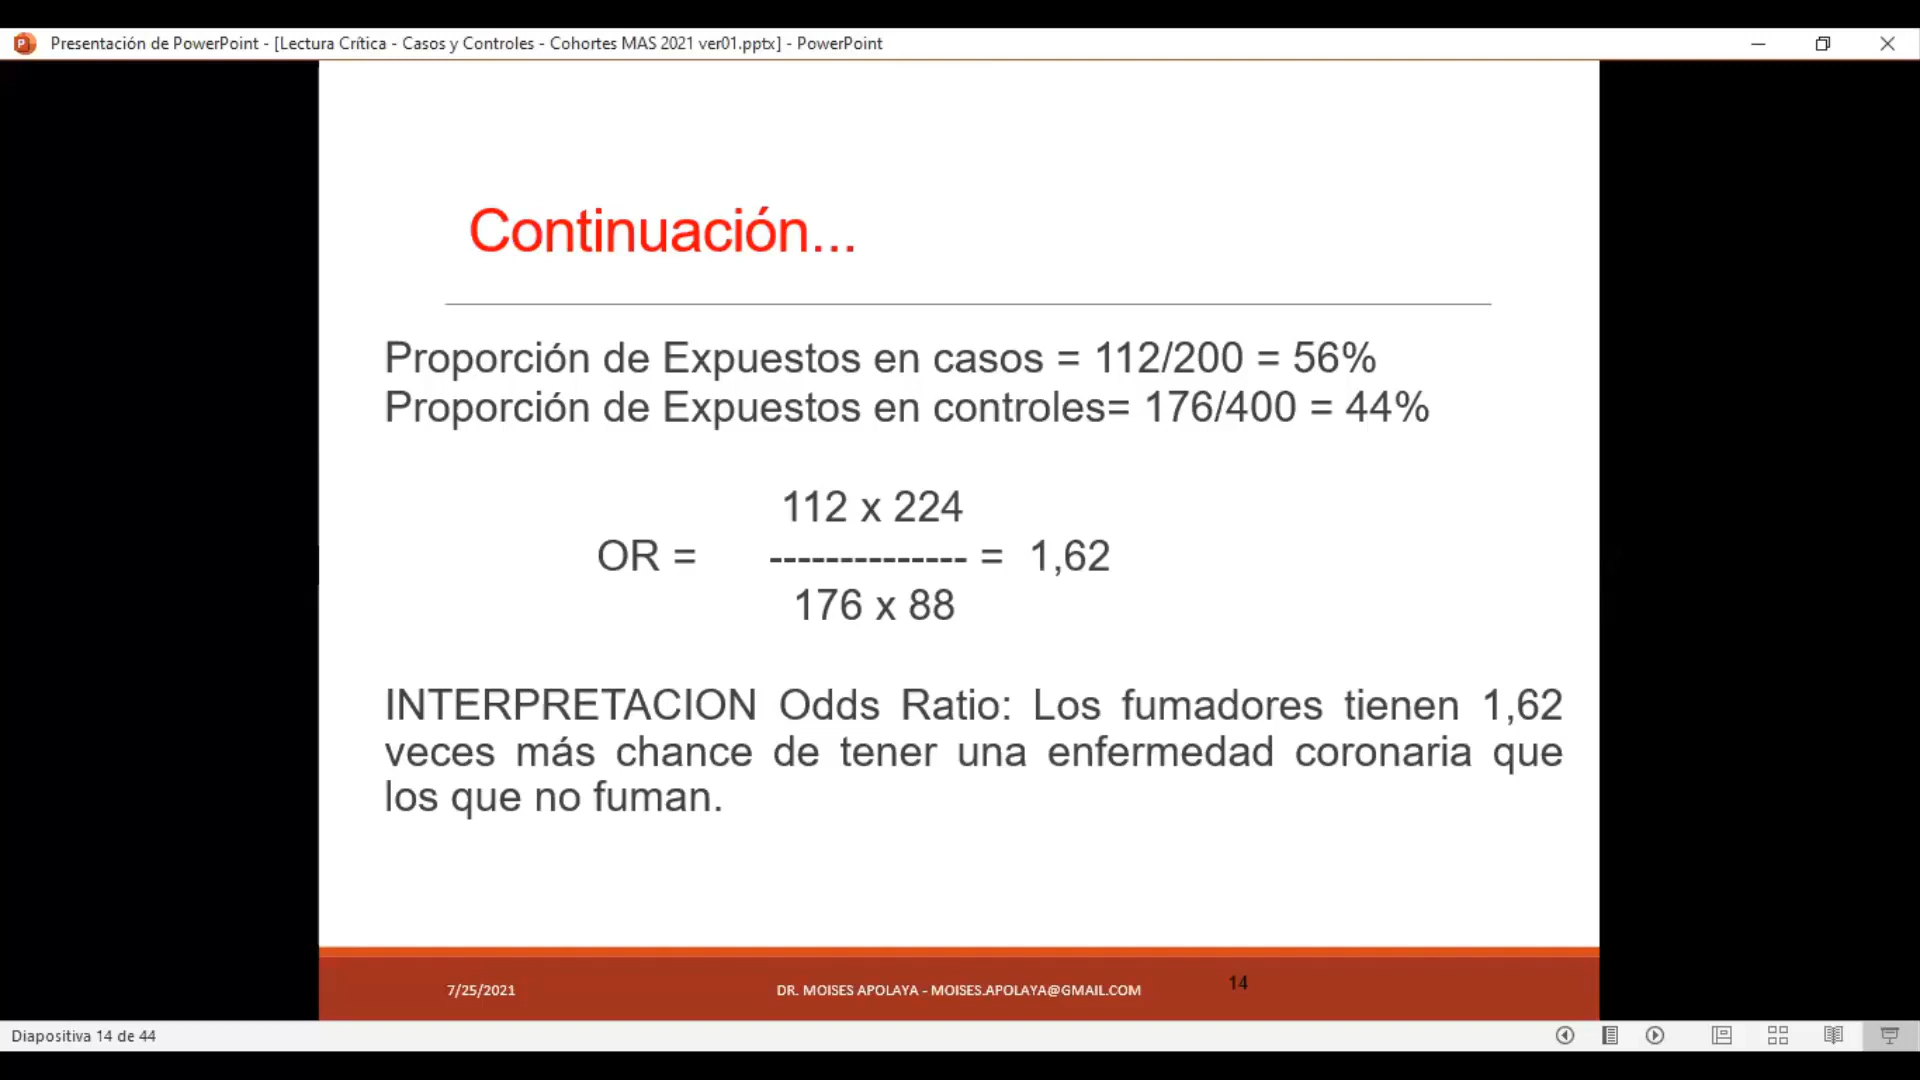 Presentación de PowerPoint - [Lectura Crítica - Casos y Controles - Cohortes MAS 2021 ver01.pptx] - PowerPoint
Continuación...
Proporción de Expuestos en casos = 112/200 = 56%
Proporción de Expuestos en controles= 176/400 = 44%
112 x 224
OR = -------------- = 1,62
176 x 88
INTERPRETACION Odds Ratio: Los fumadores tienen 1,62
veces más chance de tener una enfermedad coronaria que
los que no fuman.
7/25/2021 DR. MOISES APOLAYA - MOISES.APOLAYA@GMAIL.COM 14
Diapositiva 14 de 44